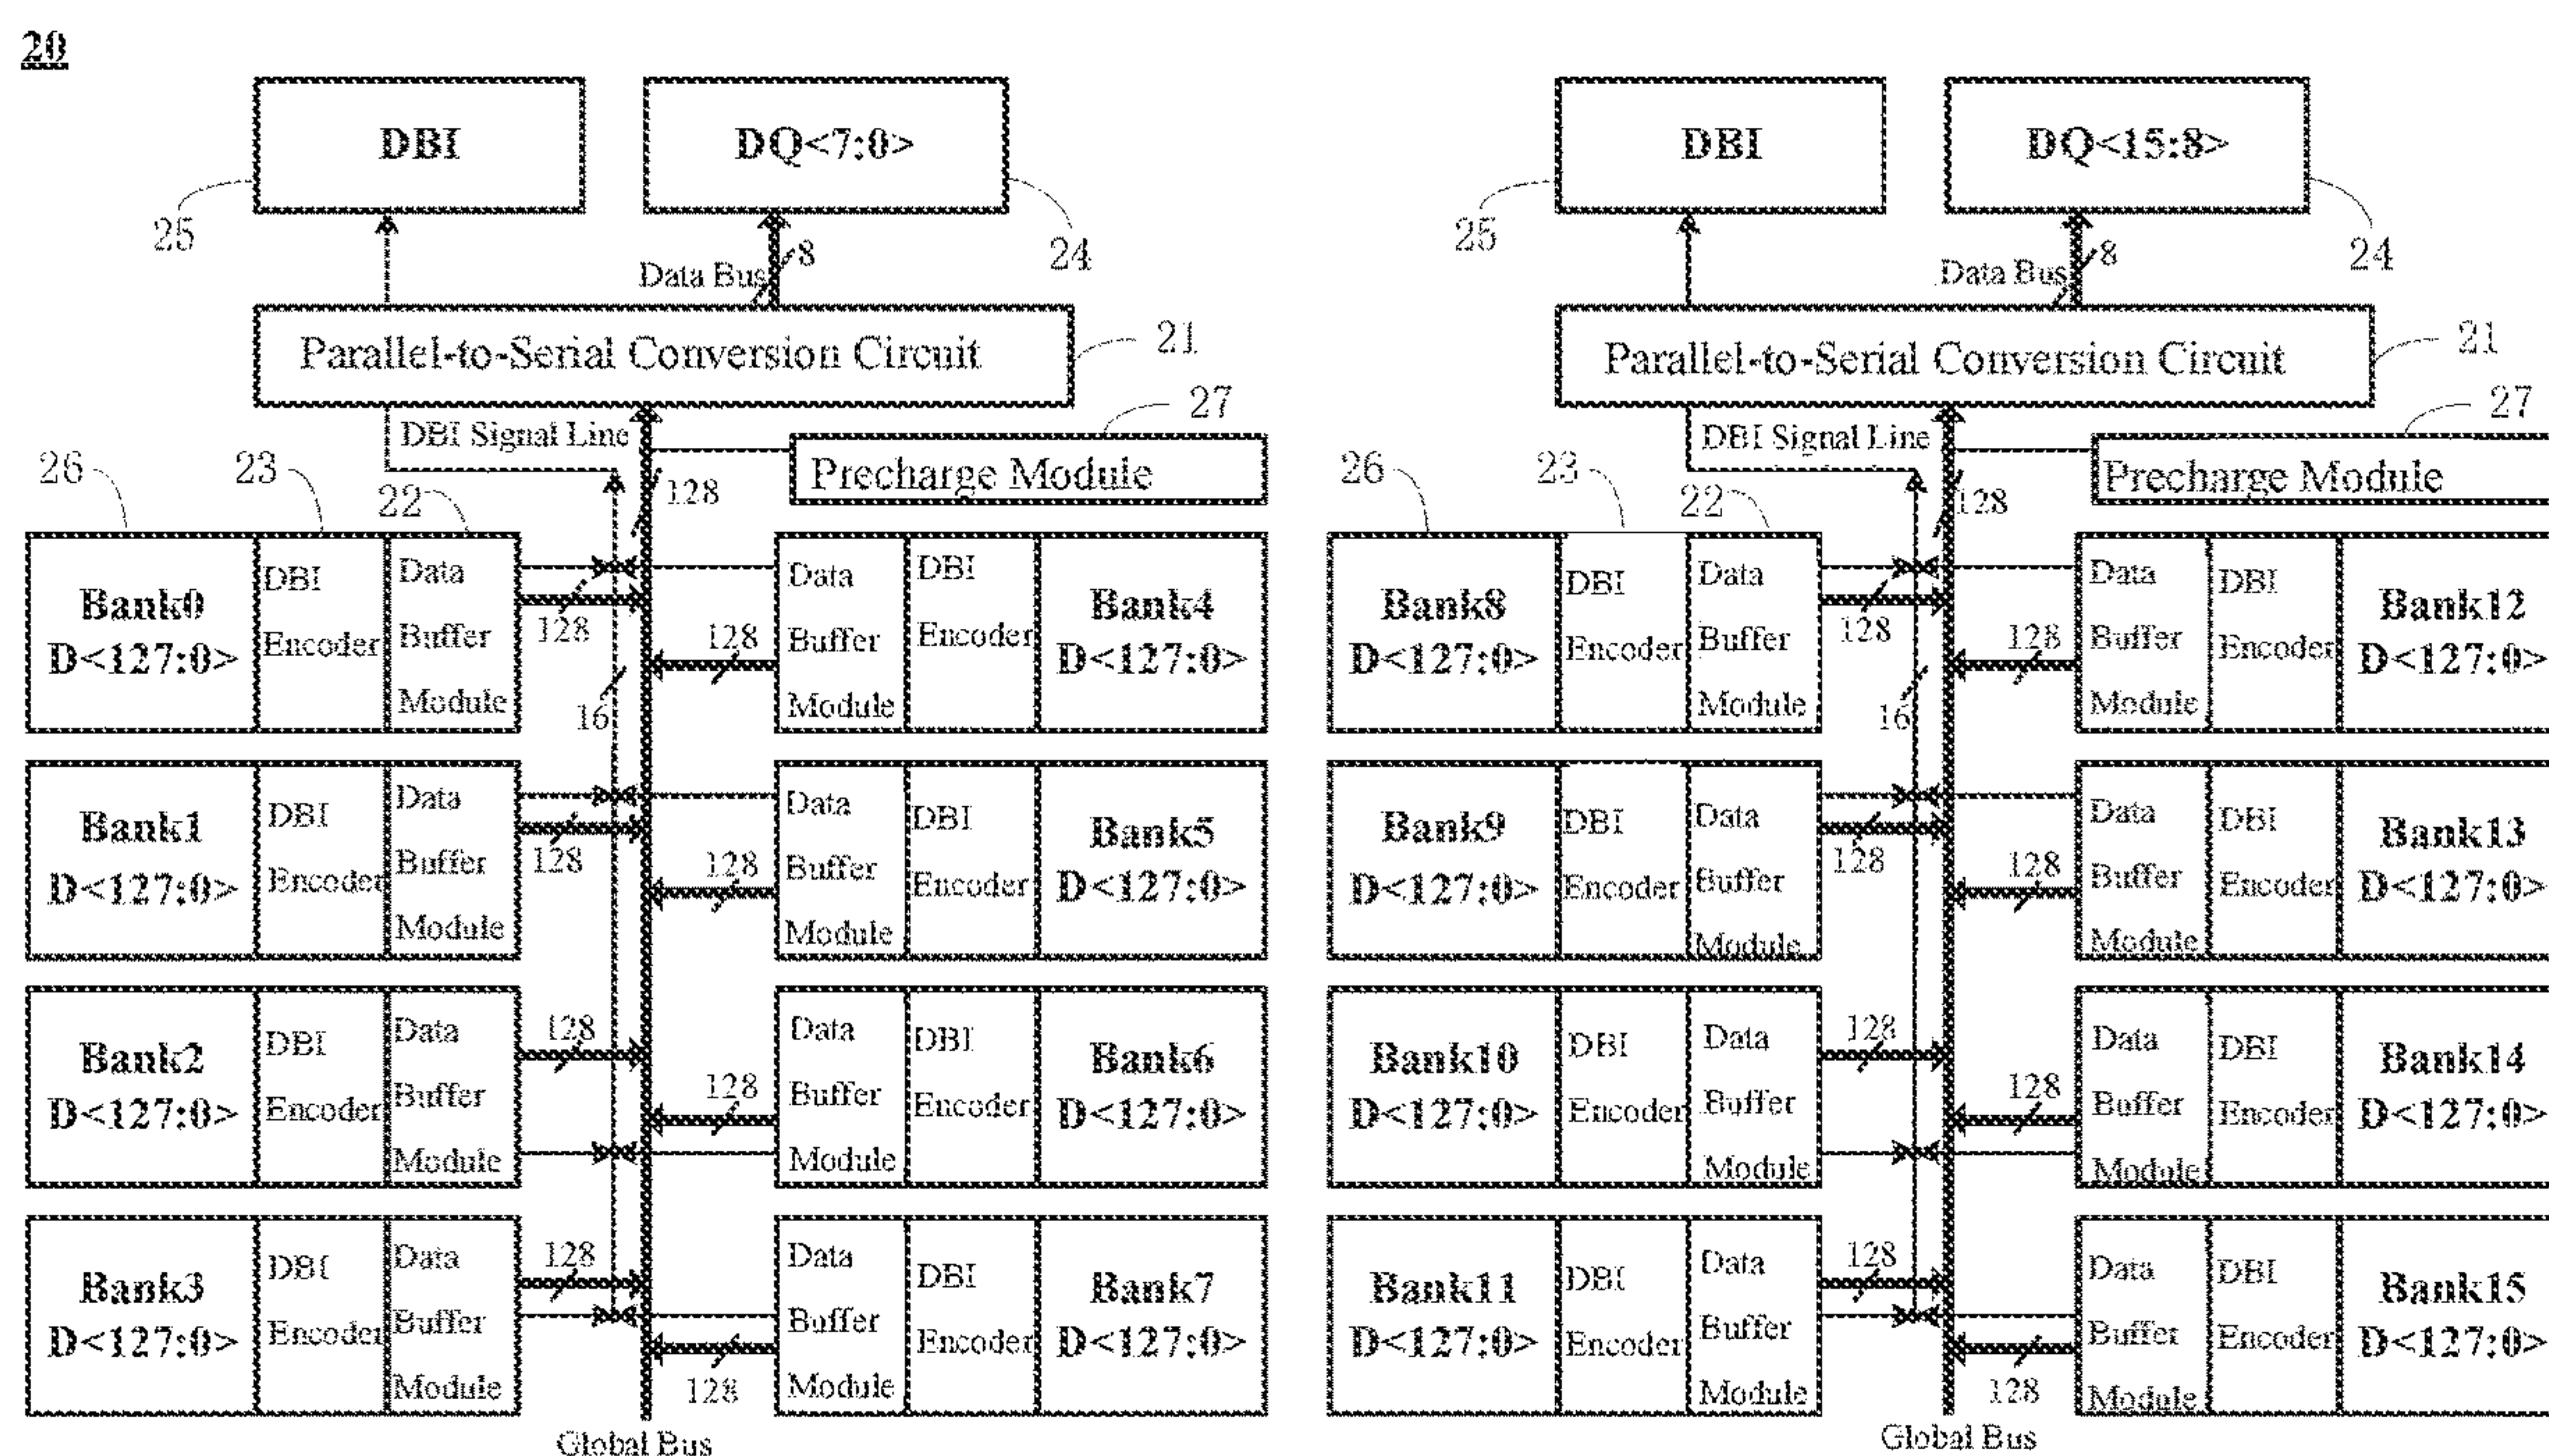 20
DBI
DQ<7:0>
25
24
Data Bus
8
Parallel-to-Serial Conversion Circuit
21
DBI Signal Line
27
Precharge Module
128
26
23
22
Bank0
D<127:0>
DBI
Encoder
Data
Buffer
Module
128
16
128
Data
Buffer
Module
DBI
Encoder
Bank4
D<127:0>
Bank1
D<127:0>
DBI
Encoder
Data
Buffer
Module
128
128
Data
Buffer
Module
DBI
Encoder
Bank5
D<127:0>
Bank2
D<127:0>
DBI
Encoder
Data
Buffer
Module
128
128
Data
Buffer
Module
DBI
Encoder
Bank6
D<127:0>
Bank3
D<127:0>
DBI
Encoder
Data
Buffer
Module
128
128
Data
Buffer
Module
DBI
Encoder
Bank7
D<127:0>
Global Bus
DBI
DQ<15:8>
25
24
Data Bus
8
Parallel-to-Serial Conversion Circuit
21
DBI Signal Line
27
Precharge Module
128
26
23
22
Bank8
D<127:0>
DBI
Encoder
Data
Buffer
Module
128
16
128
Data
Buffer
Module
DBI
Encoder
Bank12
D<127:0>
Bank9
D<127:0>
DBI
Encoder
Data
Buffer
Module
128
128
Data
Buffer
Module
DBI
Encoder
Bank13
D<127:0>
Bank10
D<127:0>
DBI
Encoder
Data
Buffer
Module
128
128
Data
Buffer
Module
DBI
Encoder
Bank14
D<127:0>
Bank11
D<127:0>
DBI
Encoder
Data
Buffer
Module
128
128
Data
Buffer
Module
DBI
Encoder
Bank15
D<127:0>
Global Bus